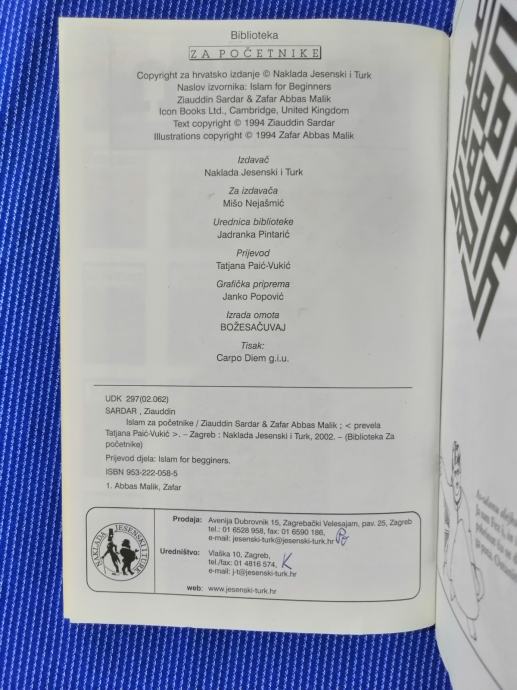 Biblioteka
ZA POČETNIKE
Copyright za hrvatsko izdanje © Naklada Jesenski i Turk
Naslov izvornika: Islam for Beginners
Ziauddin Sardar & Zafar Abbas Malik
Icon Books Ltd., Cambridge, United Kingdom
Text copyright © 1994 Ziauddin Sardar
Illustrations copyright © 1994 Zafar Abbas Malik
Izdavač
Naklada Jesenski i Turk
Za izdavača
Mišo Nejašmić
Urednica biblioteke
Jadranka Pintarić
Prijevod
Tatjana Paić-Vukić
Grafička priprema
Janko Popović
Izrada omota
BOŽESAČUVAJ
Tisak:
Carpo Diem g.i.u.
UDK 297(02.062)
SARDAR , Ziauddin
Islam za početnike / Ziauddin Sardar & Zafar Abbas Malik ; < prevela
Tatjana Paić-Vukić >. – Zagreb : Naklada Jesenski i Turk, 2002. – (Biblioteka Za
početnike)
Prijevod djela: Islam for begginers.
ISBN 953-222-058-5
1. Abbas Malik, Zafar
NAKLADA JESENSKI I TURK
Prodaja: Avenija Dubrovnik 15, Zagrebački Velesajam, pav. 25, Zagreb
tel.: 01 6528 958, fax: 01 6590 186,
e-mail: jesenski-turk@jesenski-turk.hr
Uredništvo: Vlaška 10, Zagreb,
tel./fax: 01 4816 574, K
e-mail: j-t@jesenski-turk.hr
web: www.jesenski-turk.hr